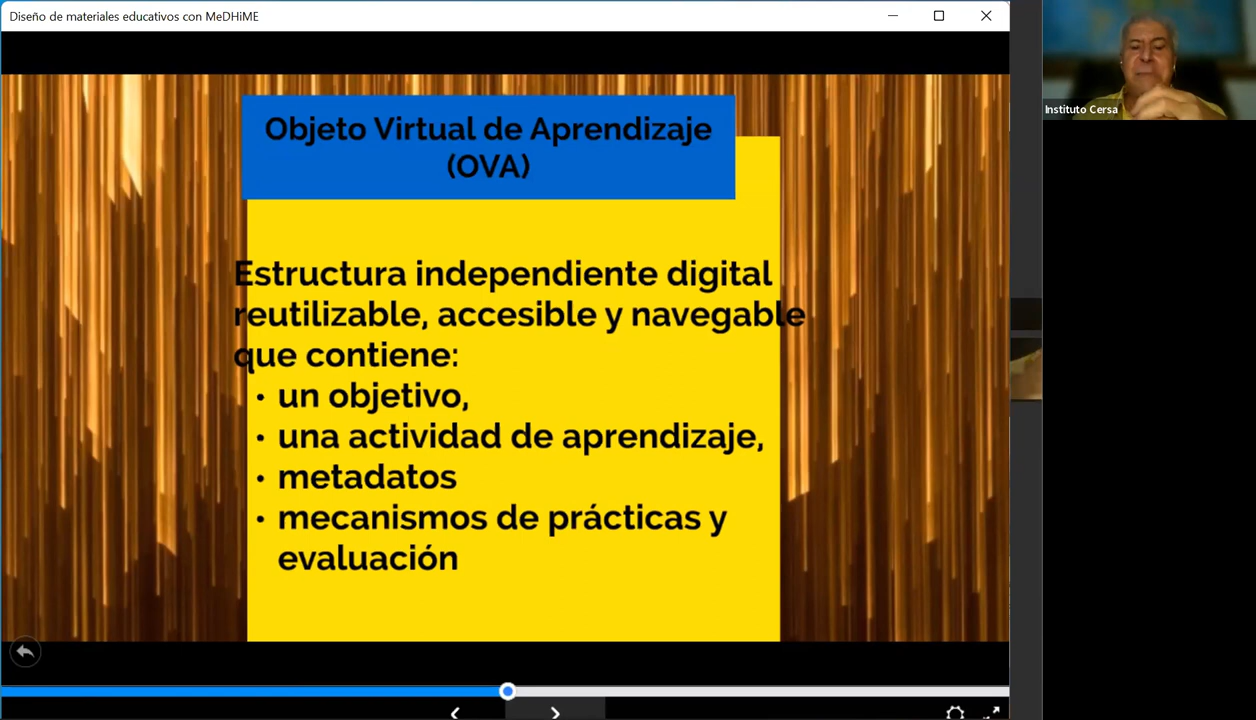 Diseño de materiales educativos con MeDHiME
Instituto Cersa
Objeto Virtual de Aprendizaje
(OVA)
Estructura independiente digital
reutilizable, accesible y navegable
que contiene:
• un objetivo,
• una actividad de aprendizaje,
• metadatos
• mecanismos de prácticas y
evaluación